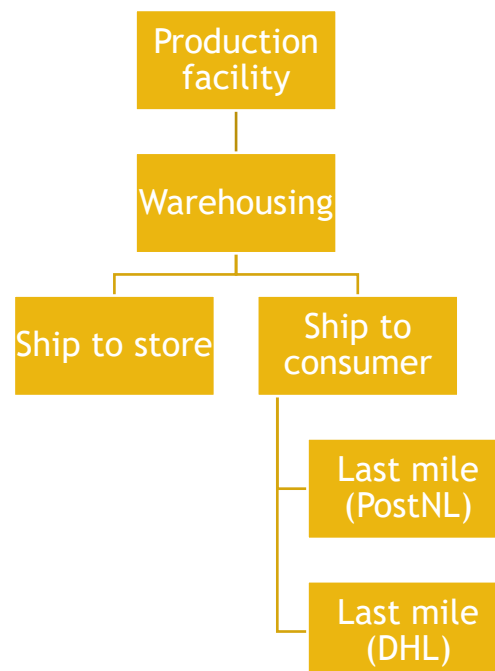 Production
facility
Warehousing
Ship to store
Ship to
consumer
Last mile
(PostNL)
Last mile
(DHL)